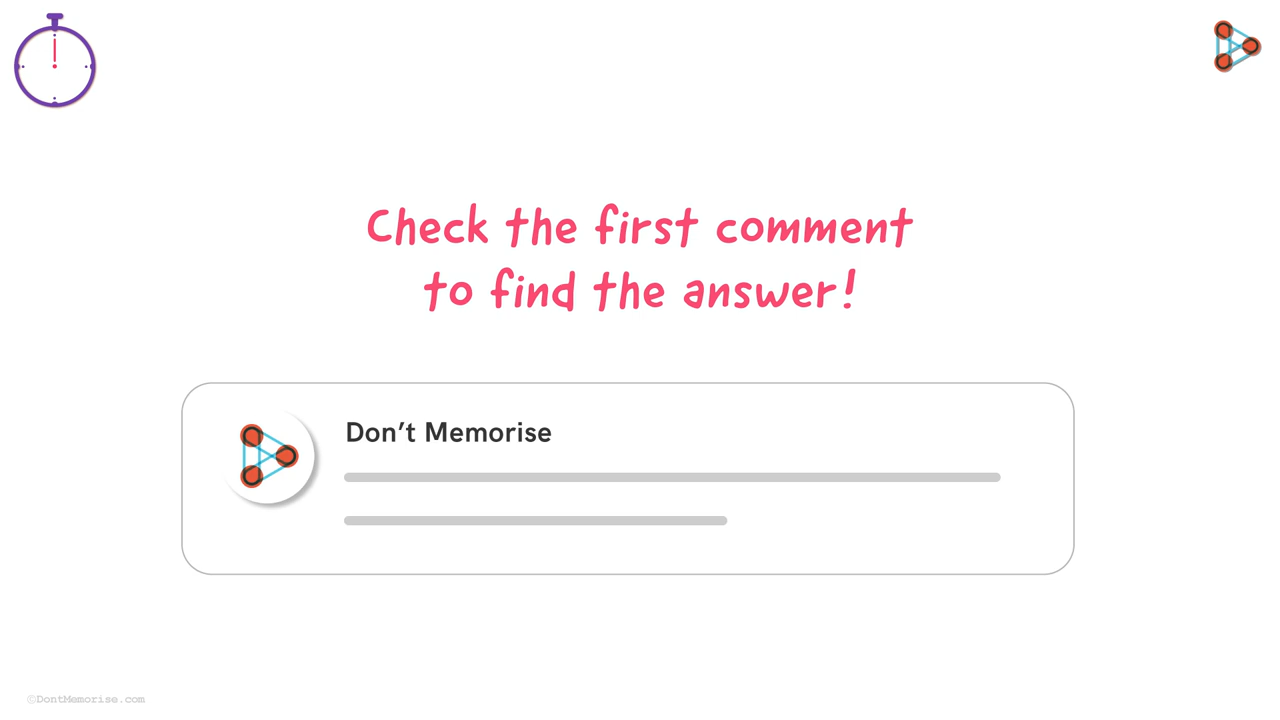 Check the first comment
to find the answer!
Don't Memorise
©DontMemorise.com